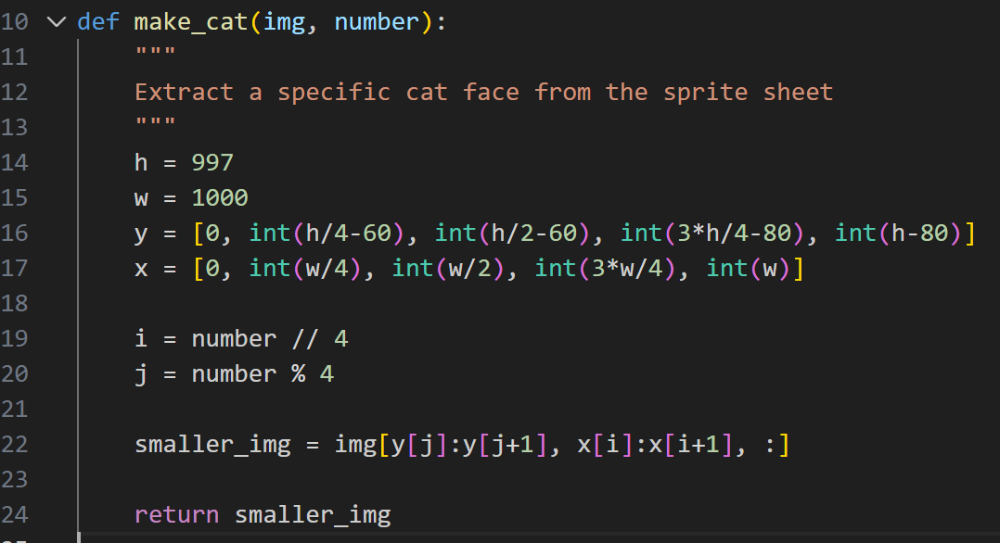 10 def make_cat(img, number):
11     """
12     Extract a specific cat face from the sprite sheet
13     """
14     h = 997
15     w = 1000
16     y = [0, int(h/4-60), int(h/2-60), int(3*h/4-80), int(h-80)]
17     x = [0, int(w/4), int(w/2), int(3*w/4), int(w)]
18
19     i = number // 4
20     j = number % 4
21
22     smaller_img = img[y[j]:y[j+1], x[i]:x[i+1], :]
23
24     return smaller_img